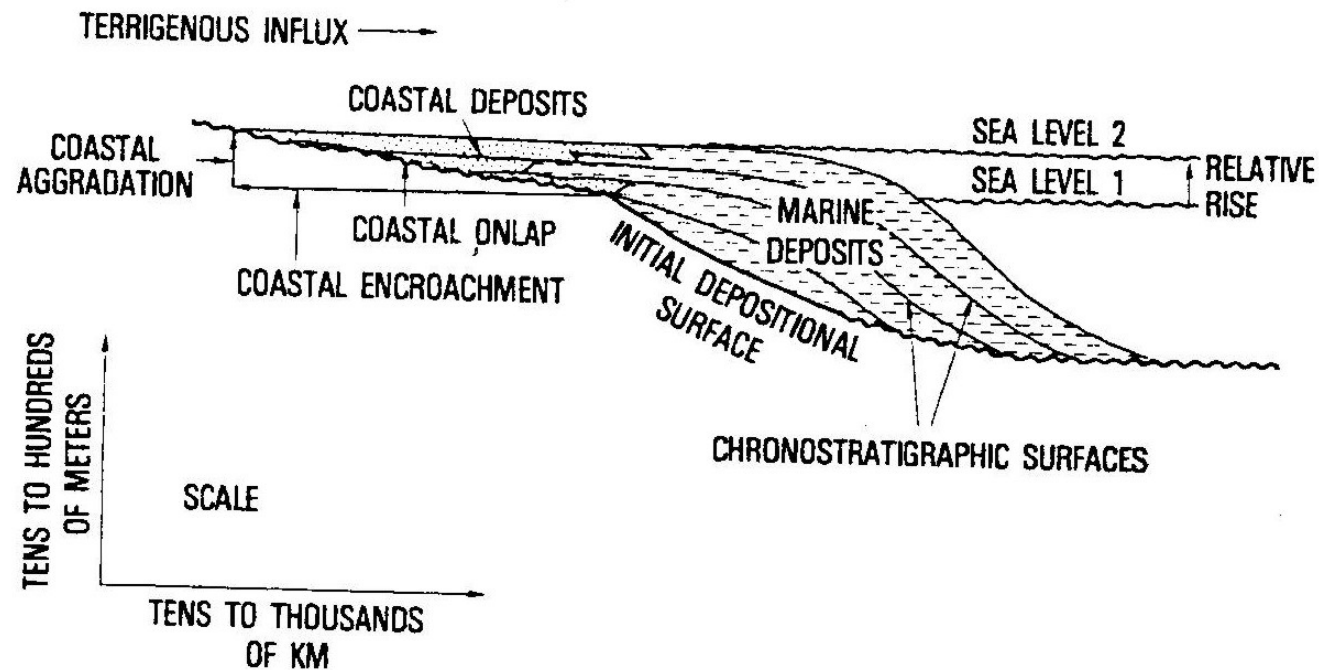 TERRIGENOUS INFLUX
COASTAL DEPOSITS
COASTAL
AGGRADATION
SEA LEVEL 2
SEA LEVEL 1
RELATIVE
RISE
MARINE
DEPOSITS
COASTAL ONLAP
COASTAL ENCROACHMENT
INITIAL DEPOSITIONAL
SURFACE
CHRONOSTRATIGRAPHIC SURFACES
TENS TO HUNDREDS
OF METERS
SCALE
TENS TO THOUSANDS
OF KM